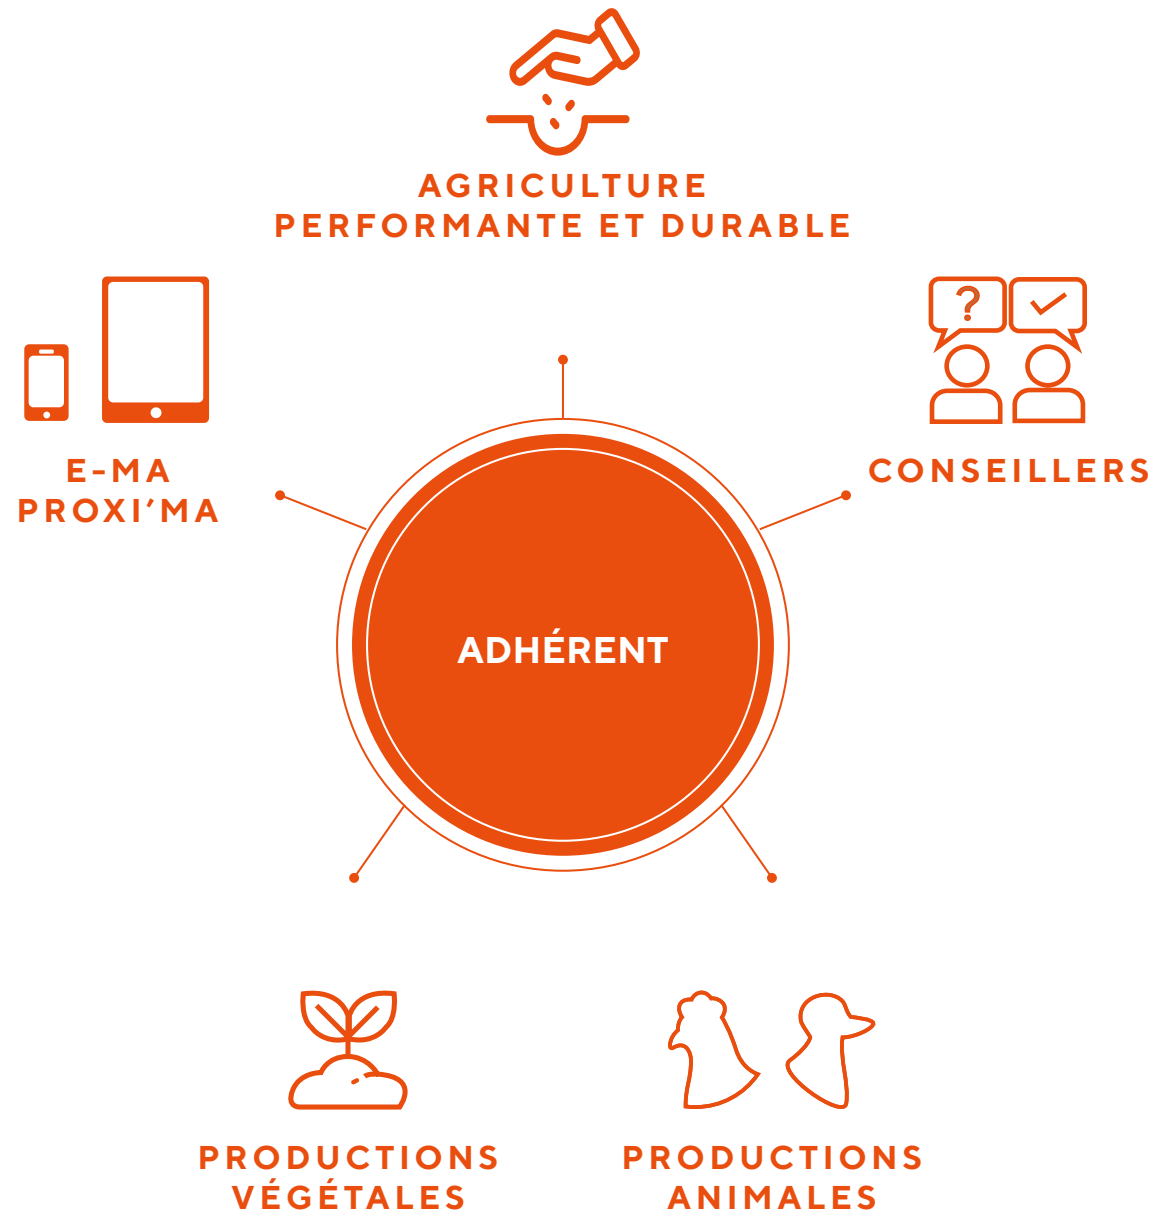 AGRICULTURE
PERFORMANTE ET DURABLE
?
E-MA
PROXI’MA
CONSEILLERS
ADHÉRENT
PRODUCTIONS
VÉGÉTALES
PRODUCTIONS
ANIMALES